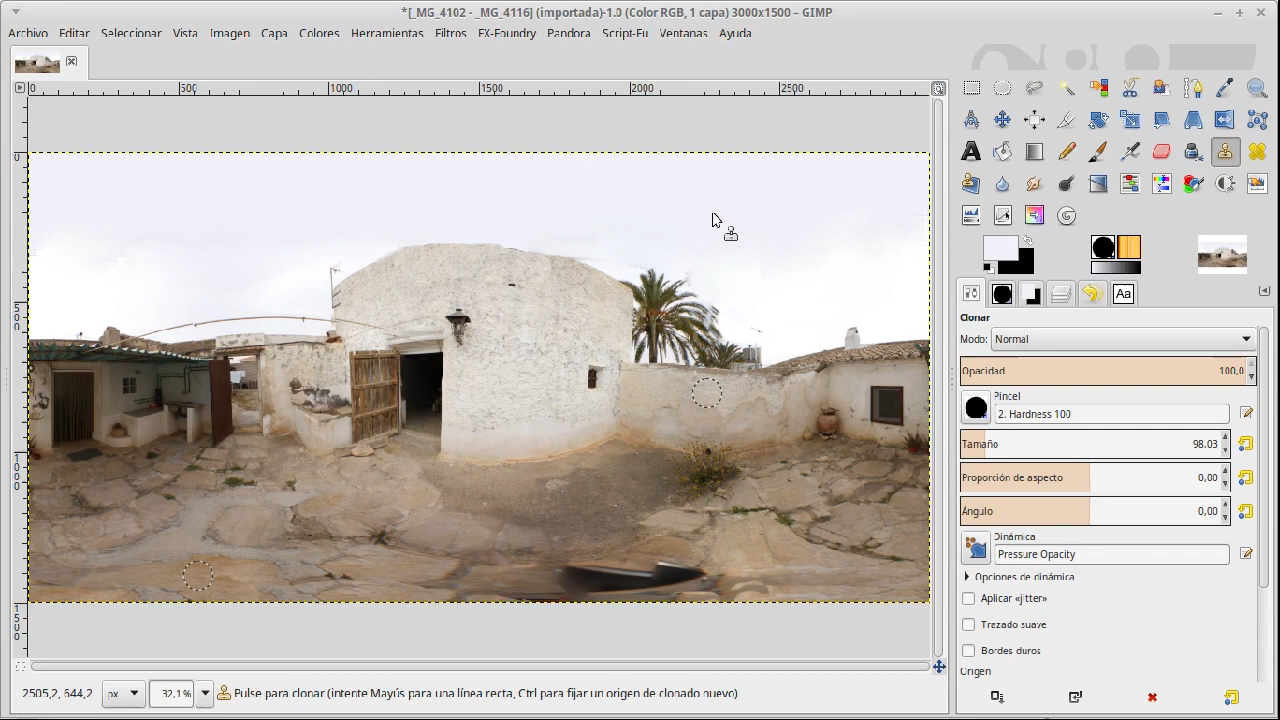 *[_MG_4102 - _MG_4116] (importada)-1.0 (Color RGB, 1 capa) 3000x1500 – GIMP
Archivo Editar Seleccionar Vista Imagen Capa Colores Herramientas Filtros FX-Foundry Pandora Script-Fu Ventanas Ayuda
0 500 1000 1500 2000 2500
0
500
1000
1500
Clonar
Modo: Normal
Opacidad 100,0
Pincel
2. Hardness 100
Tamaño 98.03
Proporción de aspecto 0,00
Ángulo 0,00
Dinámica
Pressure Opacity
Opciones de dinámica
Aplicar «jitter»
Trazado suave
Bordes duros
Origen
2505,2, 644,2 px 32,1% Pulse para clonar (intente Mayús para una línea recta, Ctrl para fijar un origen de clonado nuevo)